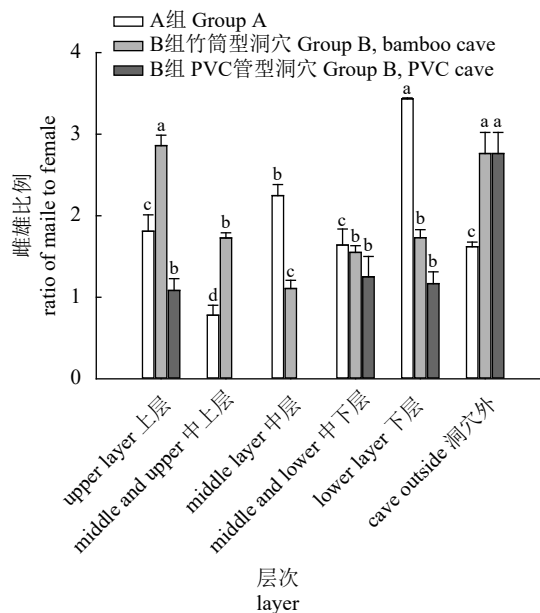 A组 Group A
B组竹筒型洞穴 Group B, bamboo cave
B组 PVC管型洞穴 Group B, PVC cave
雌雄比例
ratio of maile to female
4
3
2
1
0
c
a
b
d
b
b
c
c
b
b
a
b
b
c
a
a
upper layer 上层
middle and upper 中上层
middle layer 中层
middle and lower 中下层
lower layer 下层
cave outside 洞穴外
层次
layer